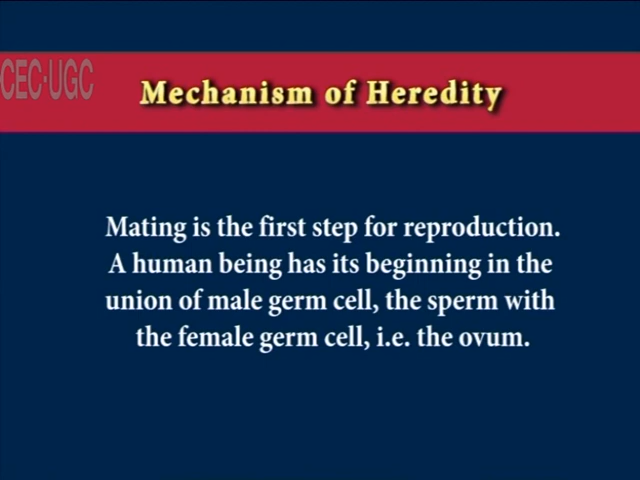 CEC-UGC
Mechanism of Heredity
Mating is the first step for reproduction.
A human being has its beginning in the
union of male germ cell, the sperm with
the female germ cell, i.e. the ovum.